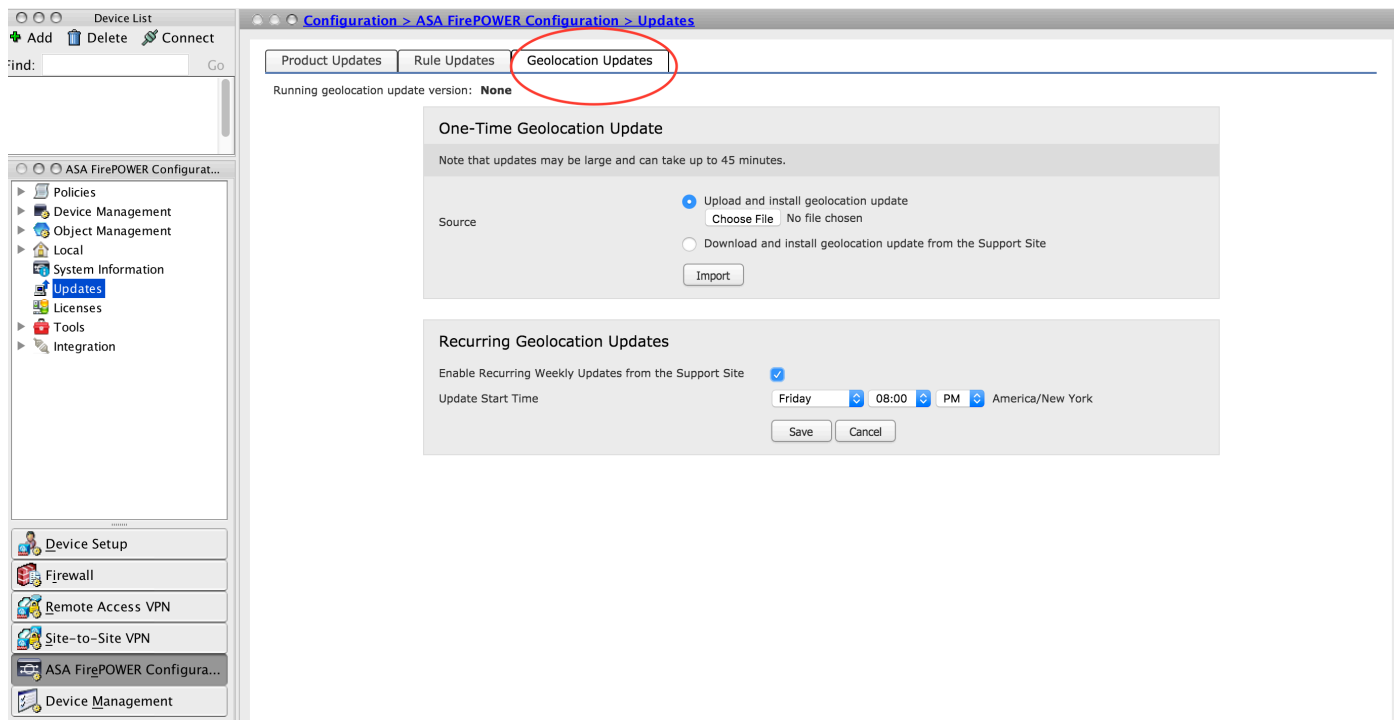 Device List
Add Delete Connect
Find: Go
ASA FirePOWER Configurat...
Policies
Device Management
Object Management
Local
System Information
Updates
Licenses
Tools
Integration
Device Setup
Firewall
Remote Access VPN
Site-to-Site VPN
ASA FirePOWER Configura...
Device Management
Configuration > ASA FirePOWER Configuration > Updates
Product Updates Rule Updates Geolocation Updates
Running geolocation update version: None
One-Time Geolocation Update
Note that updates may be large and can take up to 45 minutes.
Source
Upload and install geolocation update
Choose File No file chosen
Download and install geolocation update from the Support Site
Import
Recurring Geolocation Updates
Enable Recurring Weekly Updates from the Support Site
Update Start Time Friday 08:00 PM America/New York
Save Cancel